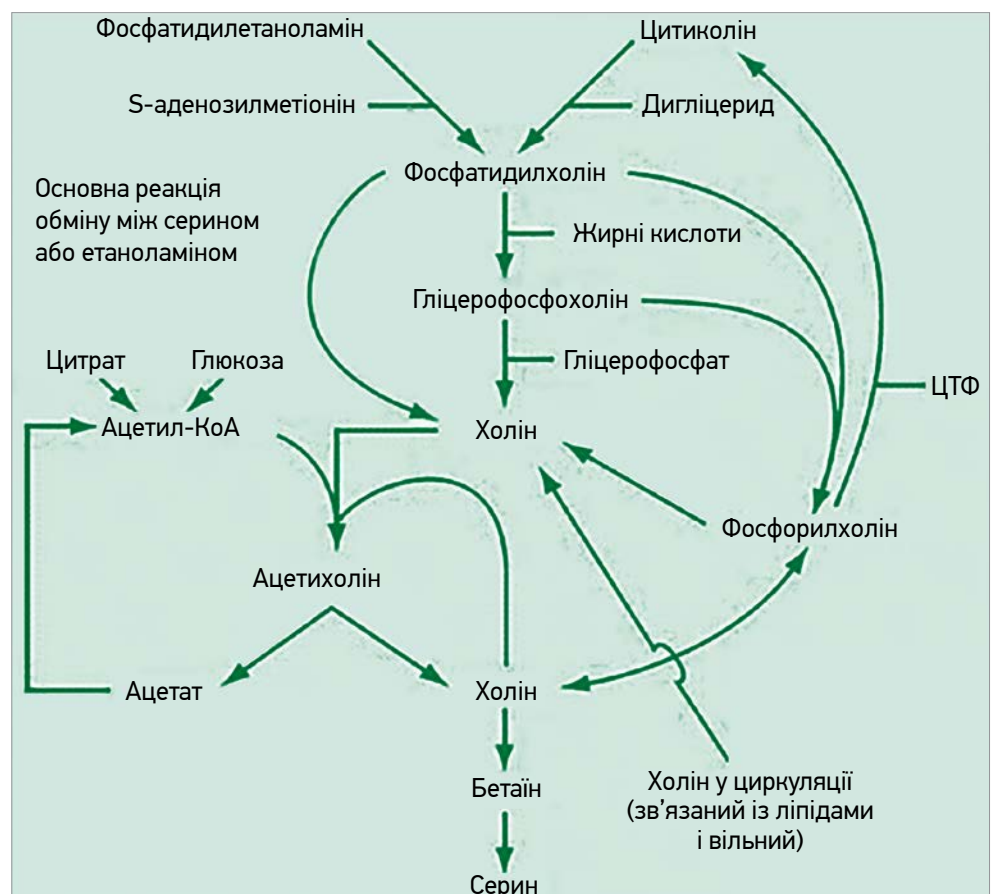 Фосфатидилетаноламін
Цитиколін
S-аденозилметіонін
Дигліцерид
Фосфатидилхолін
Основна реакція
обміну між серином
або етаноламіном
Жирні кислоти
Гліцерофосфохолін
Цитрат
Глюкоза
Гліцерофосфат
ЦТФ
Ацетил-КоА
Холін
Фосфорилхолін
Ацетихолін
Ацетат
Холін
Бетаїн
Холін у циркуляції
(зв’язаний із ліпідами
і вільний)
Серин